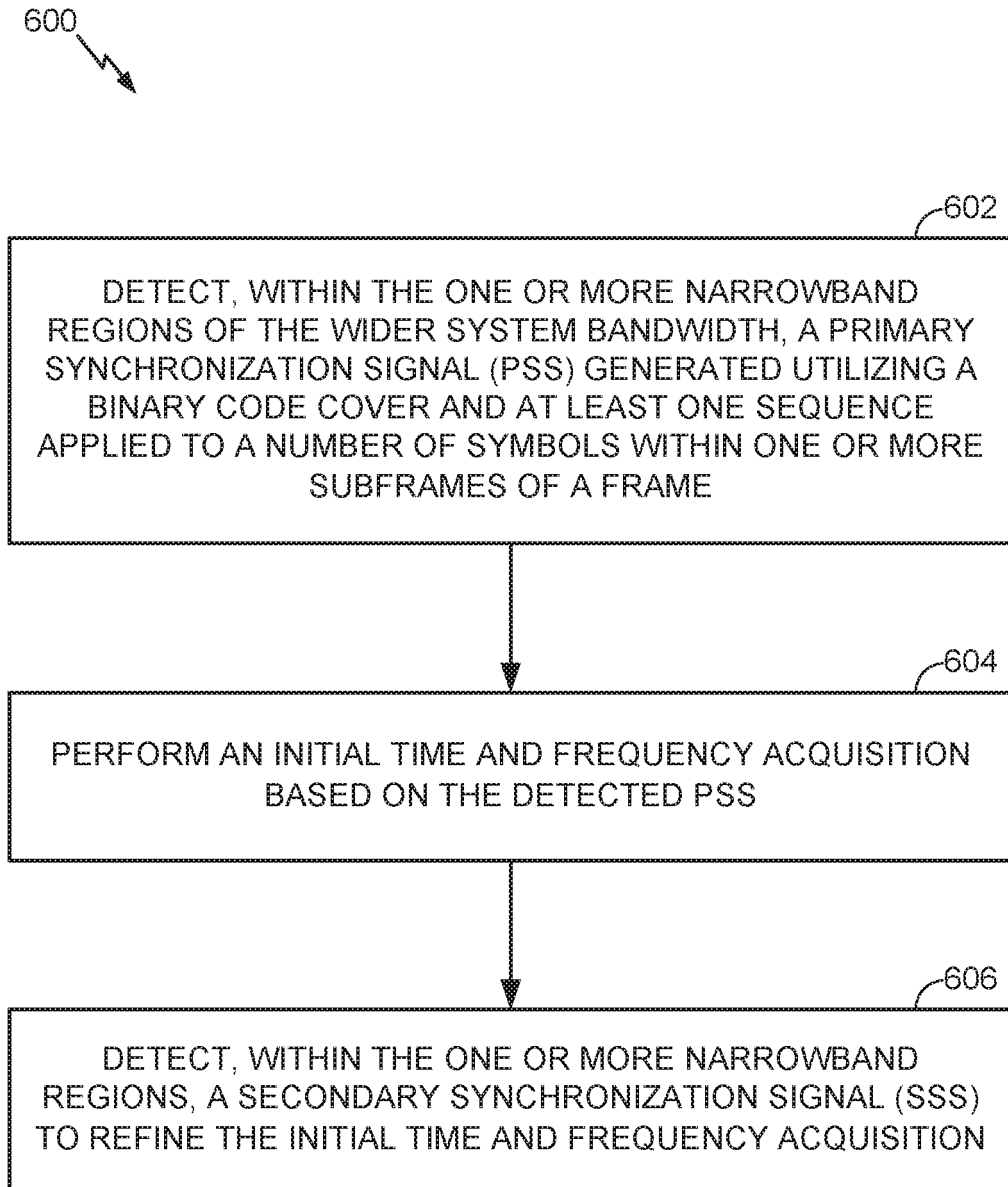 600
602
DETECT, WITHIN THE ONE OR MORE NARROWBAND
REGIONS OF THE WIDER SYSTEM BANDWIDTH, A PRIMARY
SYNCHRONIZATION SIGNAL (PSS) GENERATED UTILIZING A
BINARY CODE COVER AND AT LEAST ONE SEQUENCE
APPLIED TO A NUMBER OF SYMBOLS WITHIN ONE OR MORE
SUBFRAMES OF A FRAME
604
PERFORM AN INITIAL TIME AND FREQUENCY ACQUISITION
BASED ON THE DETECTED PSS
606
DETECT, WITHIN THE ONE OR MORE NARROWBAND
REGIONS, A SECONDARY SYNCHRONIZATION SIGNAL (SSS)
TO REFINE THE INITIAL TIME AND FREQUENCY ACQUISITION